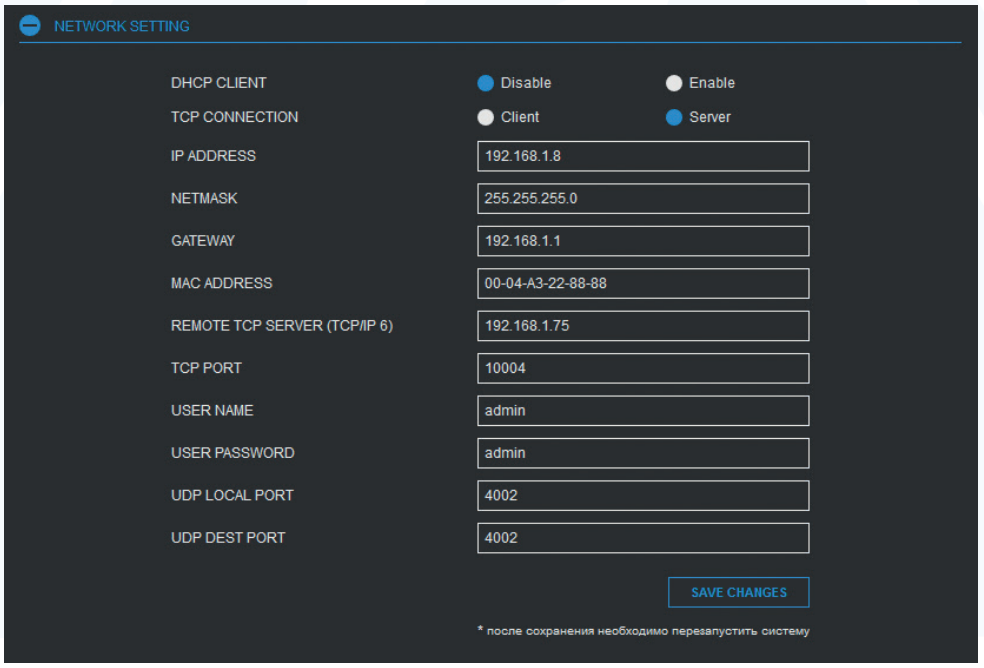 NETWORK SETTING
DHCP CLIENT Disable Enable
TCP CONNECTION Client Server
IP ADDRESS 192.168.1.8
NETMASK 255.255.255.0
GATEWAY 192.168.1.1
MAC ADDRESS 00-04-A3-22-88-88
REMOTE TCP SERVER (TCP/IP 6) 192.168.1.75
TCP PORT 10004
USER NAME admin
USER PASSWORD admin
UDP LOCAL PORT 4002
UDP DEST PORT 4002
SAVE CHANGES
* после сохранения необходимо перезапустить систему